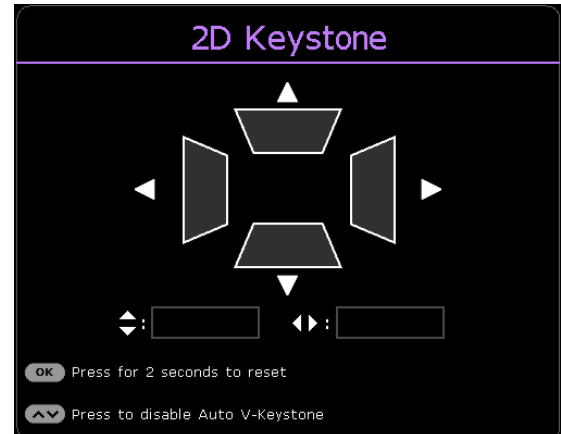 2D Keystone
:
:
OK Press for 2 seconds to reset
Press to disable Auto V-Keystone